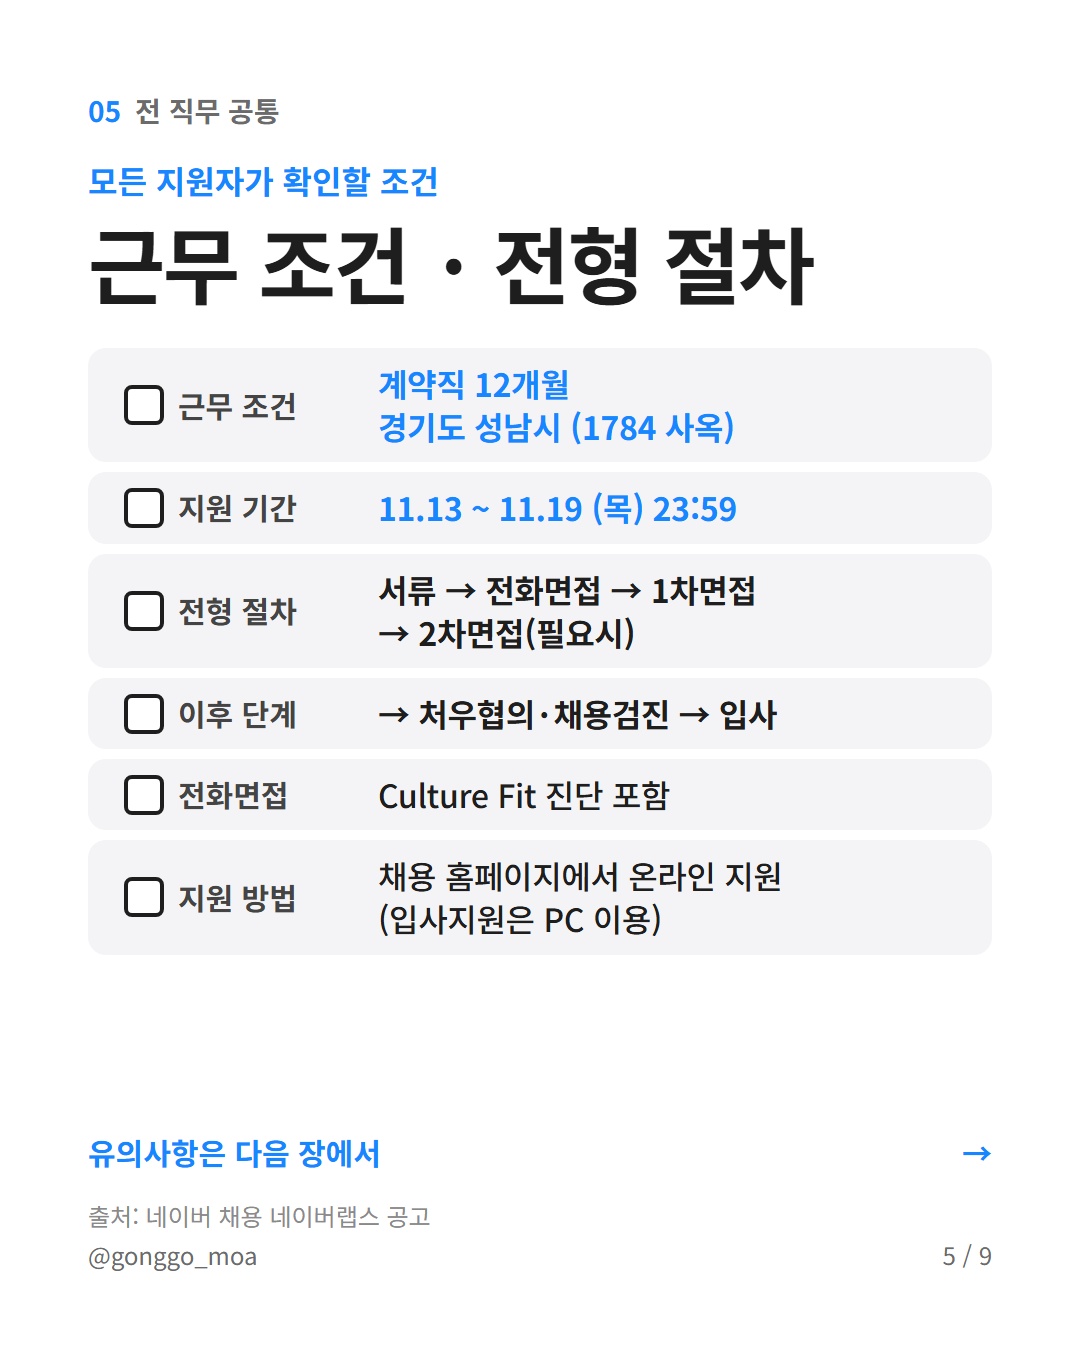 05 전 직무 공통
모든 지원자가 확인할 조건
근무 조건 · 전형 절차
근무 조건
계약직 12개월
경기도 성남시 (1784 사옥)
지원 기간
11.13 ~ 11.19 (목) 23:59
전형 절차
서류 → 전화면접 → 1차면접
→ 2차면접(필요시)
이후 단계
→ 처우협의·채용검진 → 입사
전화면접
Culture Fit 진단 포함
지원 방법
채용 홈페이지에서 온라인 지원
(입사지원은 PC 이용)
유의사항은 다음 장에서 →
출처: 네이버 채용 네이버랩스 공고
@gonggo_moa
5 / 9